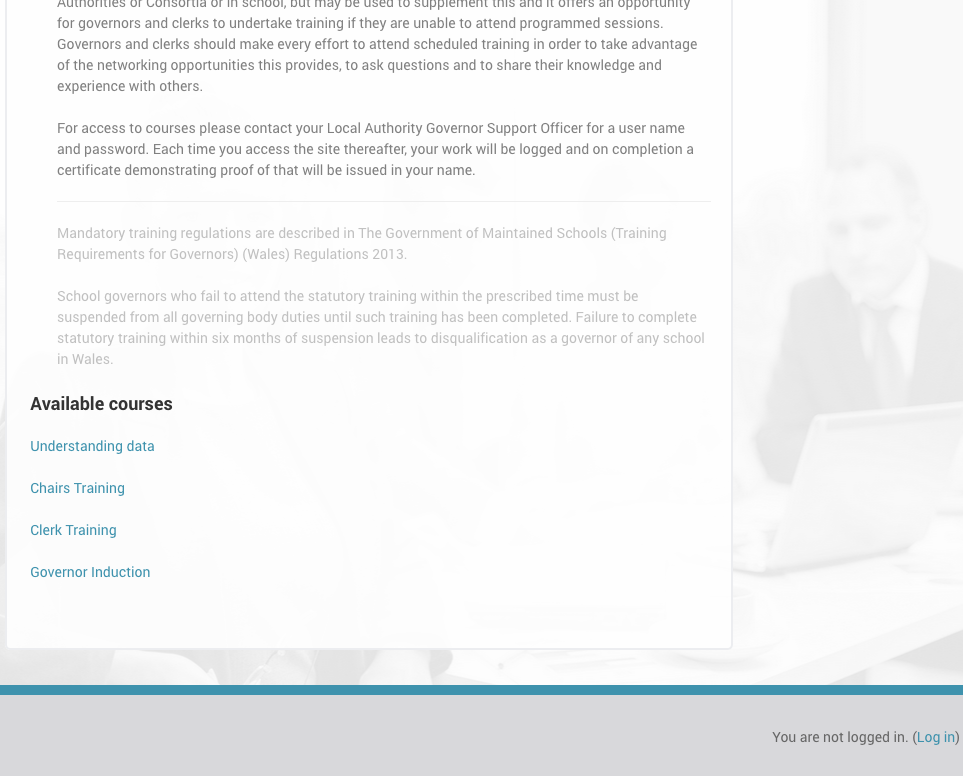 Authorities or Consortia or in school, but may be used to supplement this and it offers an opportunity
for governors and clerks to undertake training if they are unable to attend programmed sessions.
Governors and clerks should make every effort to attend scheduled training in order to take advantage
of the networking opportunities this provides, to ask questions and to share their knowledge and
experience with others.
For access to courses please contact your Local Authority Governor Support Officer for a user name
and password. Each time you access the site thereafter, your work will be logged and on completion a
certificate demonstrating proof of that will be issued in your name.
Mandatory training regulations are described in The Government of Maintained Schools (Training
Requirements for Governors) (Wales) Regulations 2013.
School governors who fail to attend the statutory training within the prescribed time must be
suspended from all governing body duties until such training has been completed. Failure to complete
statutory training within six months of suspension leads to disqualification as a governor of any school
in Wales.
Available courses
Understanding data
Chairs Training
Clerk Training
Governor Induction
You are not logged in. (Log in)